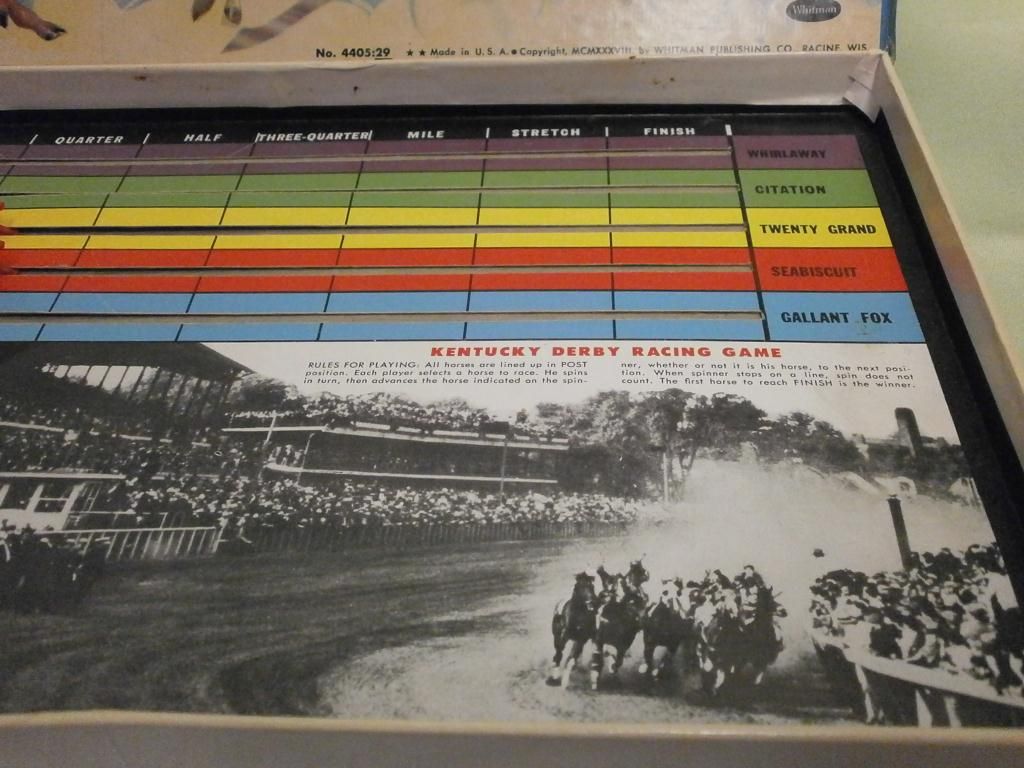 Whitman
No. 4405:29 ★ ★ Made in U. S. A. ● Copyright, MCMXXXVIII, by WHITMAN PUBLISHING CO. RACINE, WIS.
QUARTER HALF THREE-QUARTER MILE STRETCH FINISH
WHIRLAWAY
CITATION
TWENTY GRAND
SEABISCUIT
GALLANT FOX
KENTUCKY DERBY RACING GAME
RULES FOR PLAYING: All horses are lined up in POST
position. Each player selects a horse to race. He spins
in turn, then advances the horse indicated on the spin-
ner, whether or not it is his horse, to the next posi-
tion. When spinner stops on a line, spin does not
count. The first horse to reach FINISH is the winner.